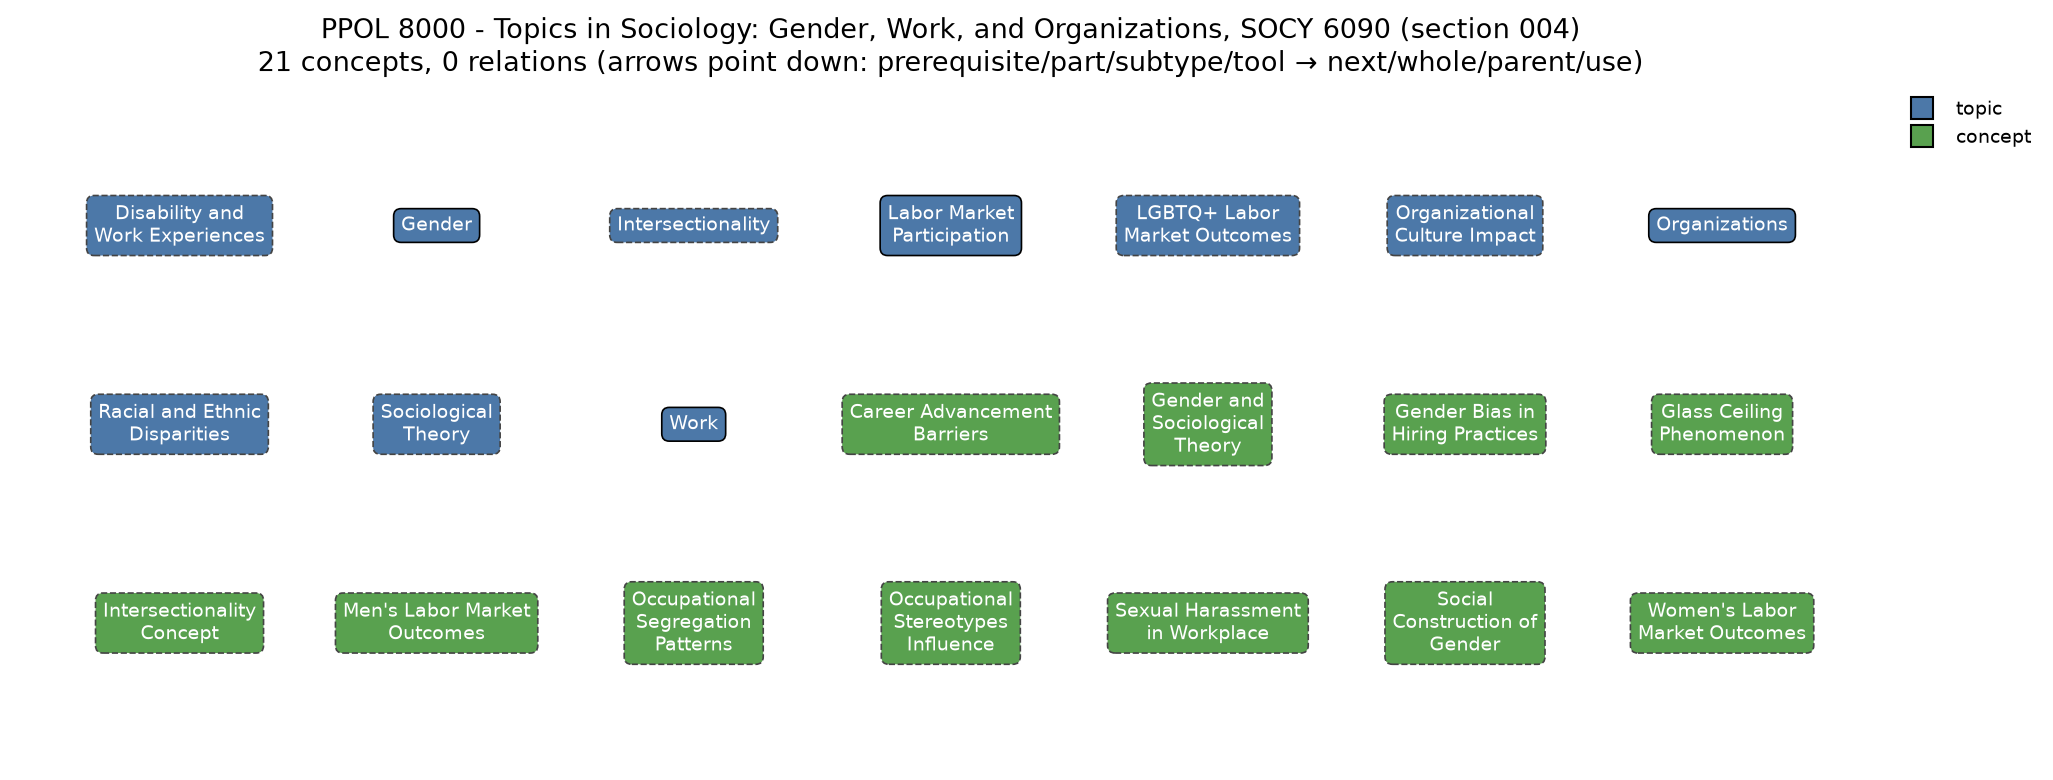 PPOL 8000 - Topics in Sociology: Gender, Work, and Organizations, SOCY 6090 (section 004)
21 concepts, 0 relations (arrows point down: prerequisite/part/subtype/tool → next/whole/parent/use)
topic
concept
Disability and
Work Experiences
Gender
Intersectionality
Labor Market
Participation
LGBTQ+ Labor
Market Outcomes
Organizational
Culture Impact
Organizations
Racial and Ethnic
Disparities
Sociological
Theory
Work
Career Advancement
Barriers
Gender and
Sociological
Theory
Gender Bias in
Hiring Practices
Glass Ceiling
Phenomenon
Intersectionality
Concept
Men's Labor Market
Outcomes
Occupational
Segregation
Patterns
Occupational
Stereotypes
Influence
Sexual Harassment
in Workplace
Social
Construction of
Gender
Women's Labor
Market Outcomes